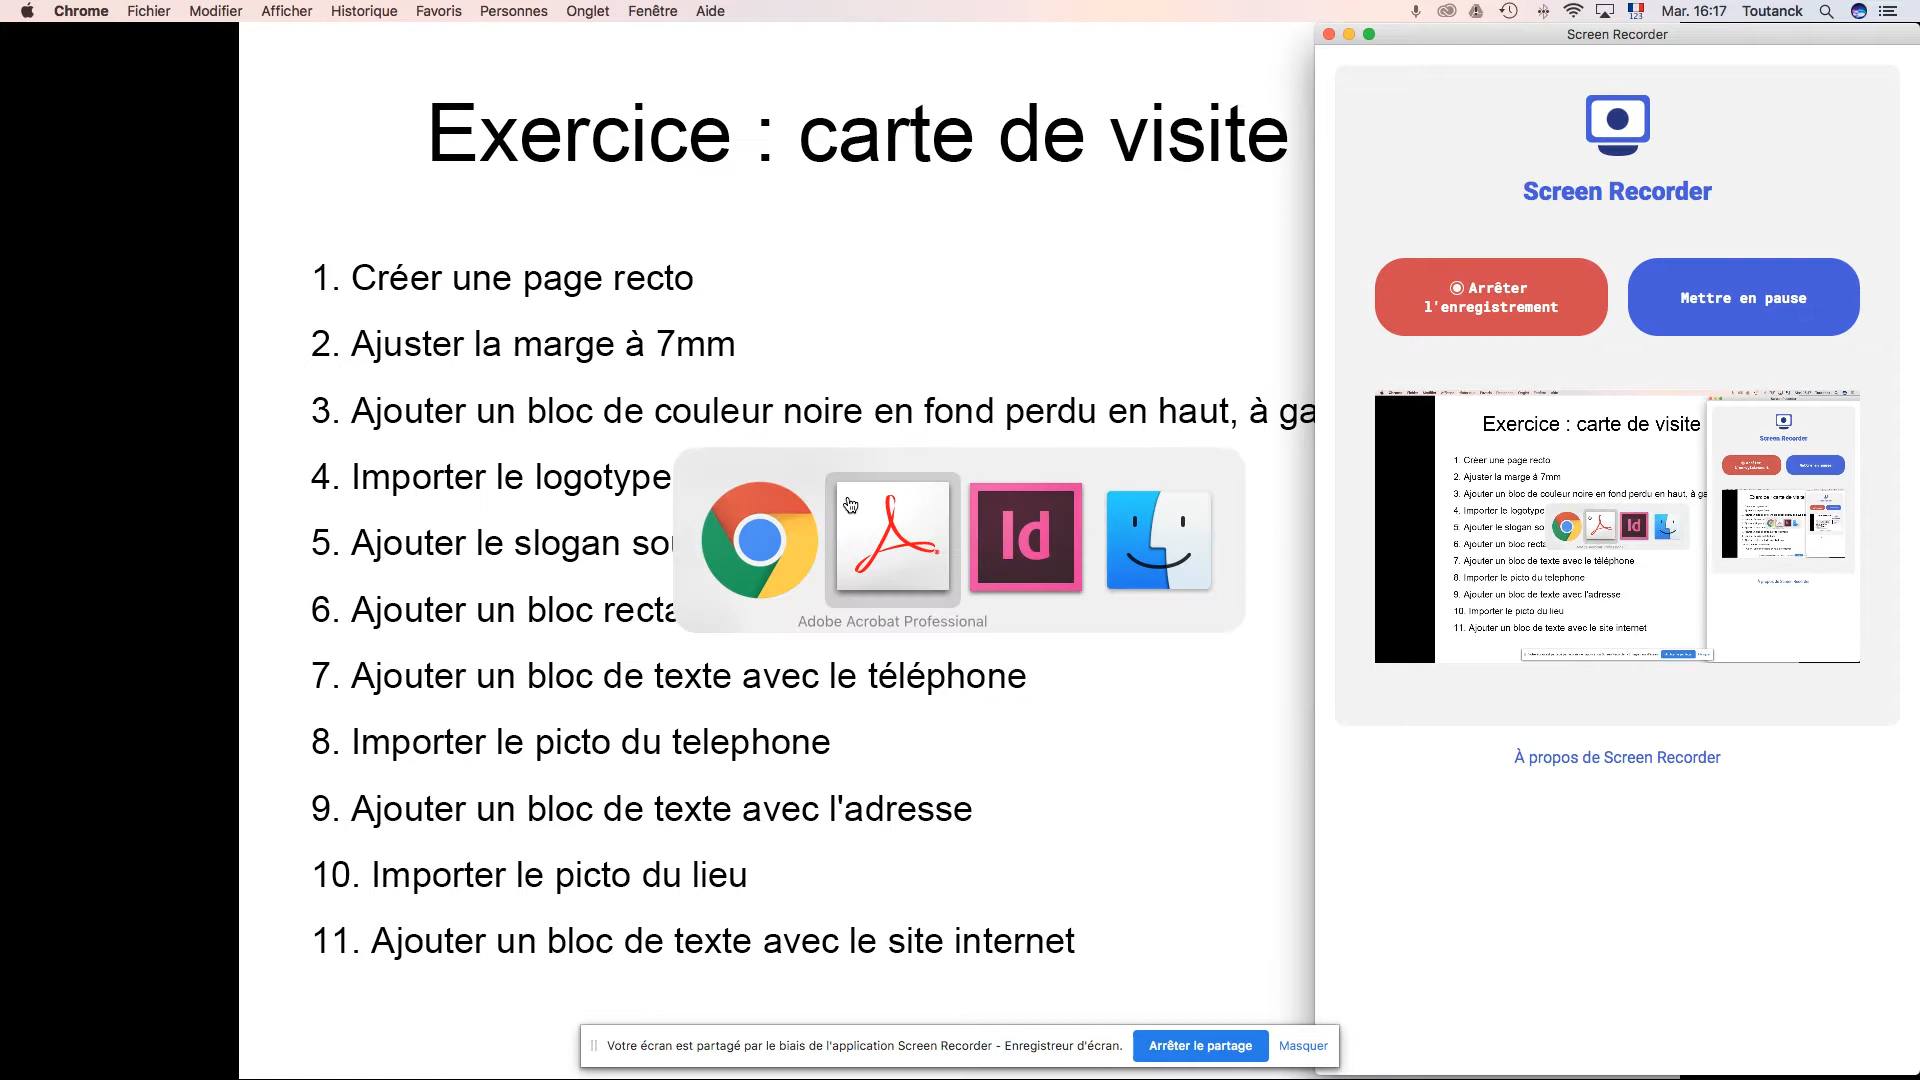 Chrome Fichier Modifier Afficher Historique Favoris Personnes Onglet Fenêtre Aide
123 Mar. 16:17 Toutanck
Screen Recorder
Exercice : carte de visite
1. Créer une page recto
2. Ajuster la marge à 7mm
3. Ajouter un bloc de couleur noire en fond perdu en haut, à ga
4. Importer le logotype
5. Ajouter le slogan sou
6. Ajouter un bloc recta
7. Ajouter un bloc de texte avec le téléphone
8. Importer le picto du telephone
9. Ajouter un bloc de texte avec l'adresse
10. Importer le picto du lieu
11. Ajouter un bloc de texte avec le site internet
Id
Adobe Acrobat Professional
Screen Recorder
Arrêter
l'enregistrement
Mettre en pause
Exercice : carte de visite
1. Créer une page recto
2. Ajuster la marge à 7mm
3. Ajouter un bloc de couleur noire en fond perdu en haut, à ga
4. Importer le logotype
5. Ajouter le slogan so
6. Ajouter un bloc recta
7. Ajouter un bloc de texte avec le téléphone
8. Importer le picto du telephone
9. Ajouter un bloc de texte avec l'adresse
10. Importer le picto du lieu
11. Ajouter un bloc de texte avec le site internet
Id
Screen Recorder
À propos de Screen Recorder
À propos de Screen Recorder
Votre écran est partagé par le biais de l'application Screen Recorder - Enregistreur d'écran. Arrêter le partage Masquer